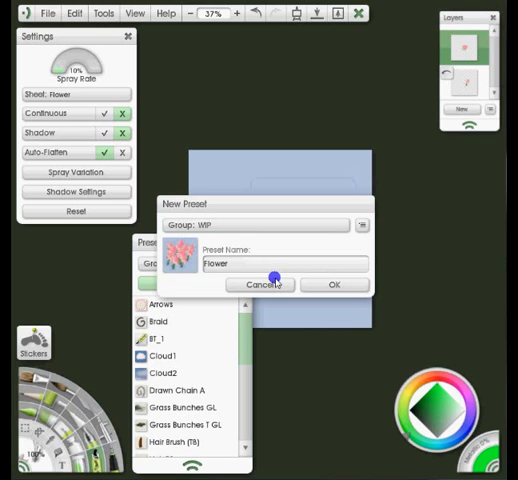 File Edit Tools View Help 37%
Layers
Settings
10%
Spray Rate
Sheet: Flower
Continuous
Shadow
Auto-Flatten
Spray Variation
Shadow Settings
Reset
New
New Preset
Group: WIP
Preset Name:
Flower
Cancel OK
Arrows
Braid
BT_1
Cloud1
Cloud2
Drawn Chain A
Grass Bunches GL
Grass Bunches T GL
Hair Brush (TB)
Stickers
100%